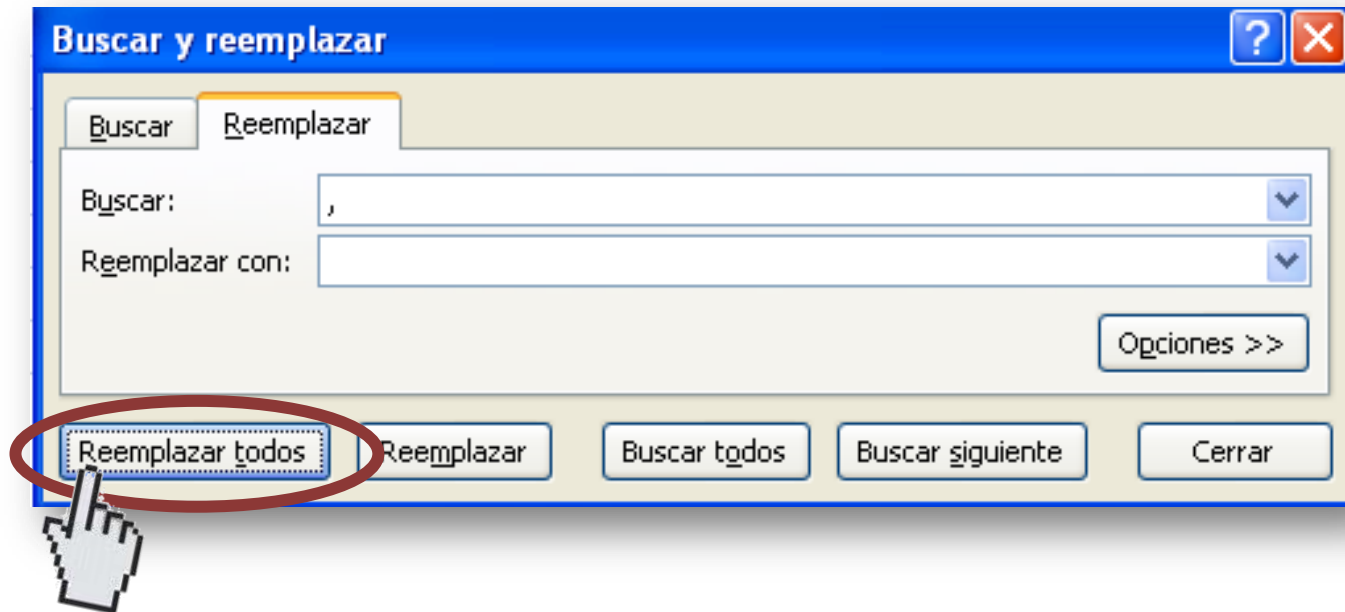 Buscar y reemplazar
Buscar Reemplazar
Buscar: ,
Reemplazar con:
Opciones >>
Reemplazar todos Reemplazar Buscar todos Buscar siguiente Cerrar